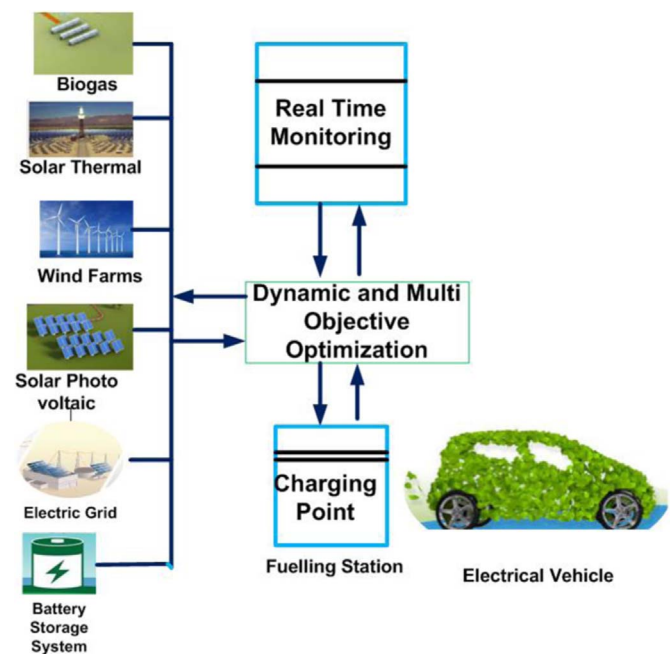 Biogas
Solar Thermal
Wind Farms
Solar Photo
voltaic
Electric Grid
Battery
Storage
System
Real Time
Monitoring
Dynamic and Multi
Objective
Optimization
Charging
Point
Fuelling Station
Electrical Vehicle